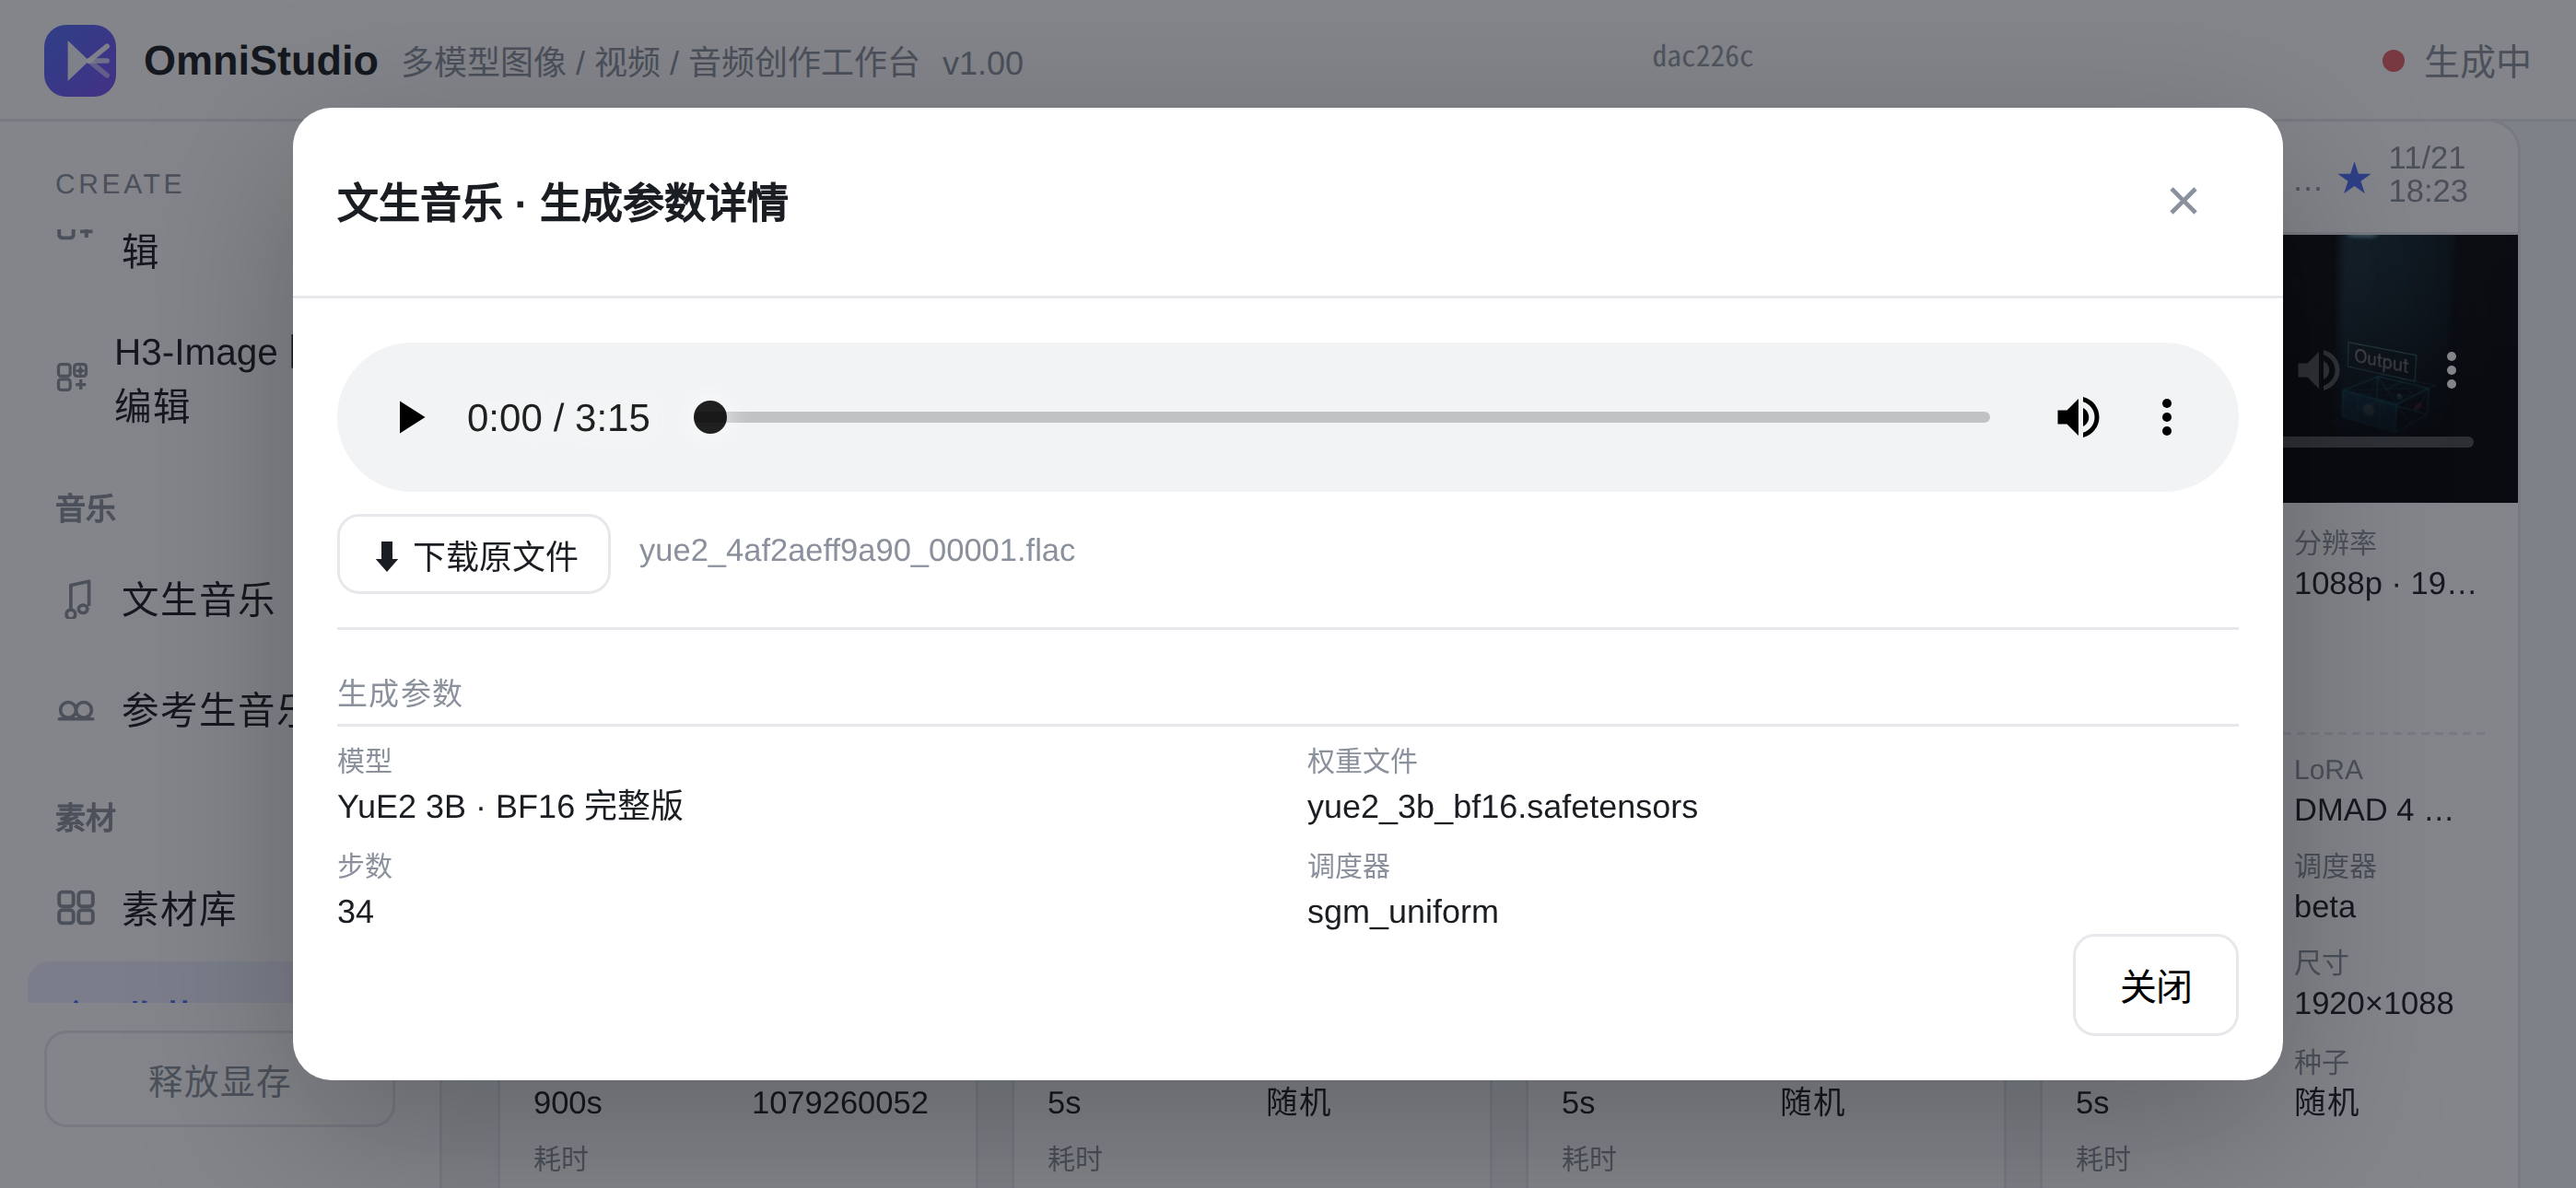 OmniStudio 多模型图像 / 视频 / 音频创作工作台 v1.00
dac226c
生成中
CREATE
辑
H3-Image
编辑
音乐
文生音乐
参考生音乐
素材
素材库
释放显存
文生音乐 · 生成参数详情
0:00 / 3:15
下载原文件
yue2_4af2aeff9a90_00001.flac
生成参数
模型
YuE2 3B · BF16 完整版
权重文件
yue2_3b_bf16.safetensors
步数
34
调度器
sgm_uniform
关闭
… ★ 11/21
18:23
Output
分辨率
1088p · 19…
LoRA
DMAD 4 …
调度器
beta
尺寸
1920×1088
种子
900s 1079260052 5s 随机 5s 随机 5s 随机
耗时 耗时 耗时 耗时